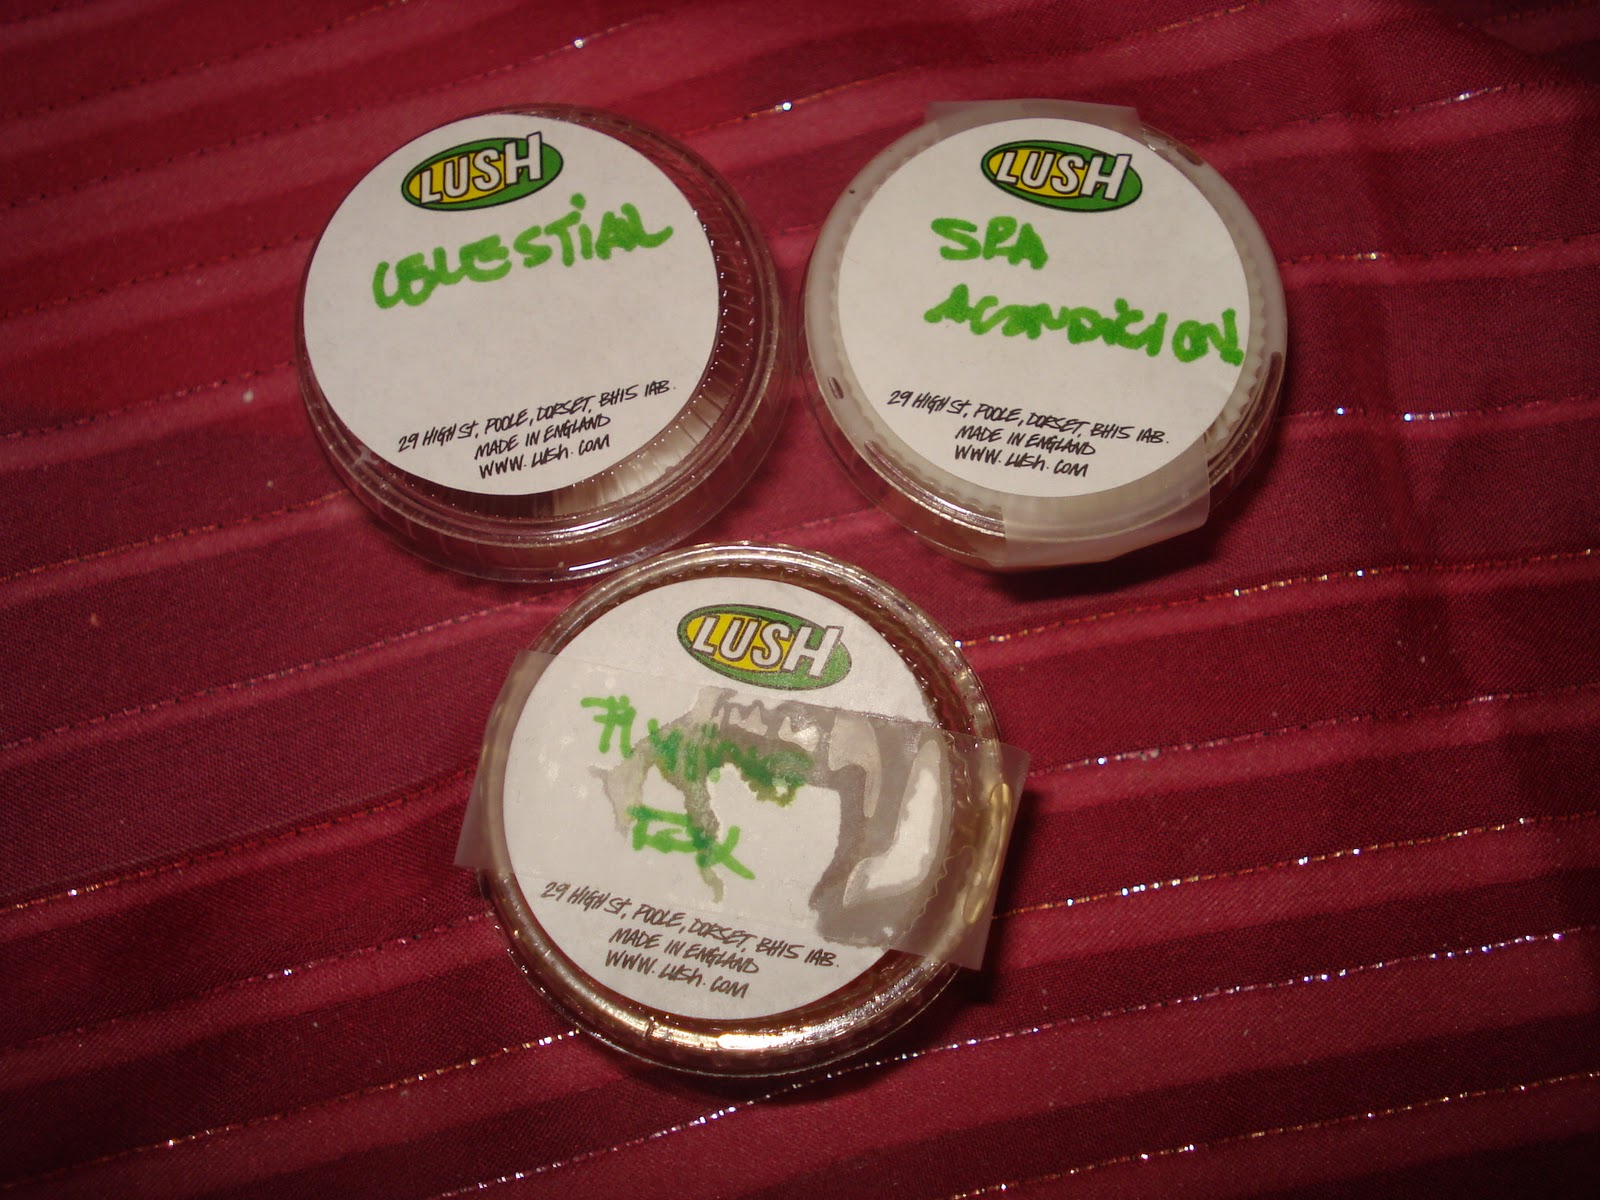 LUSH
CELESTIAL
29 HIGH St, POOLE, DORSET, BH15 1AB.
MADE IN ENGLAND
WWW.LUSH.COM
LUSH
SPA
ACONDICION
29 HIGH St, POOLE, DORSET, BH15 1AB.
MADE IN ENGLAND
WWW.LUSH.COM
LUSH
29 HIGH St, POOLE, DORSET, BH15 1AB.
MADE IN ENGLAND
WWW.LUSH.COM